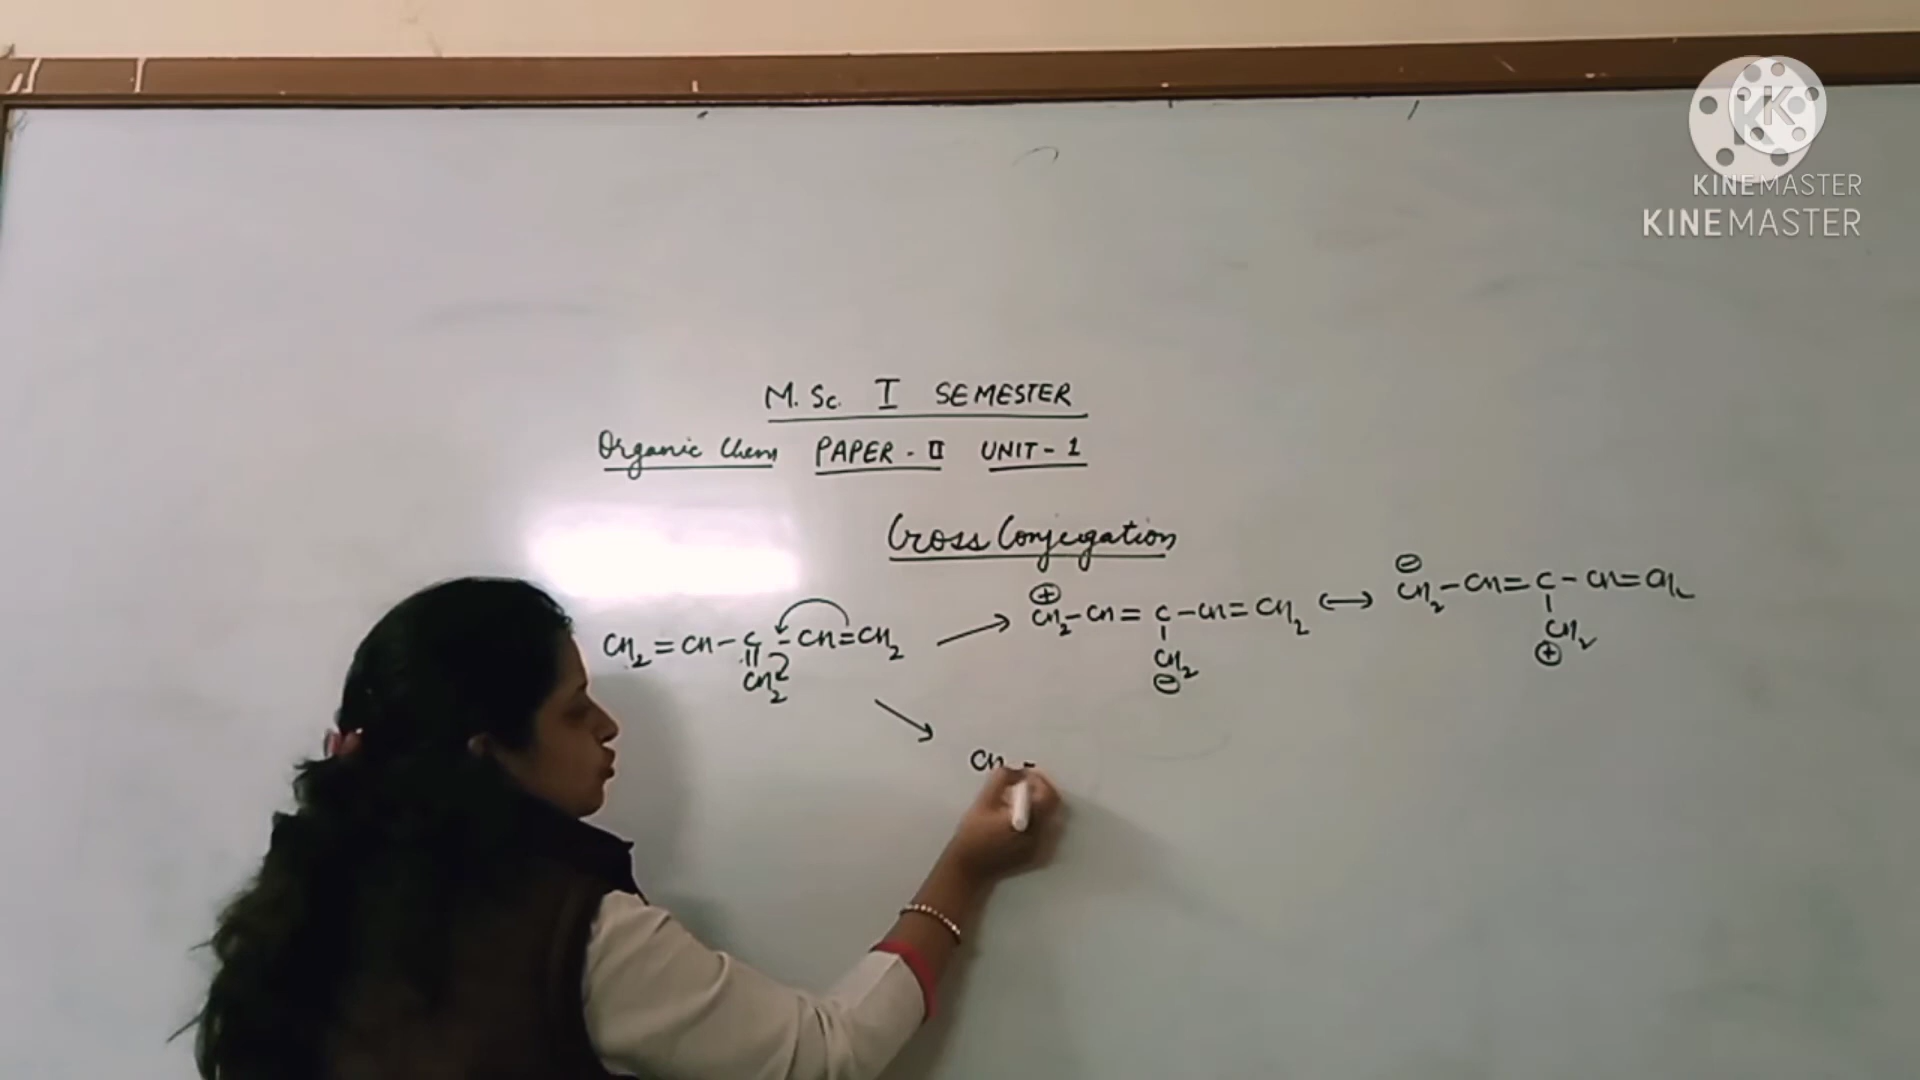 KINEMASTER
KINEMASTER
M. Sc. I SEMESTER
Organic Chem PAPER - II UNIT - 1
Cross Conjugation
CH₂ = CH - C - CH = CH₂
||
CH₂
⊕
CH₂ - CH = C - CH = CH₂ ↔
|
CH₂
⊖
⊖
CH₂ - CH = C - CH = CH₂
|
CH₂
⊕
CH -